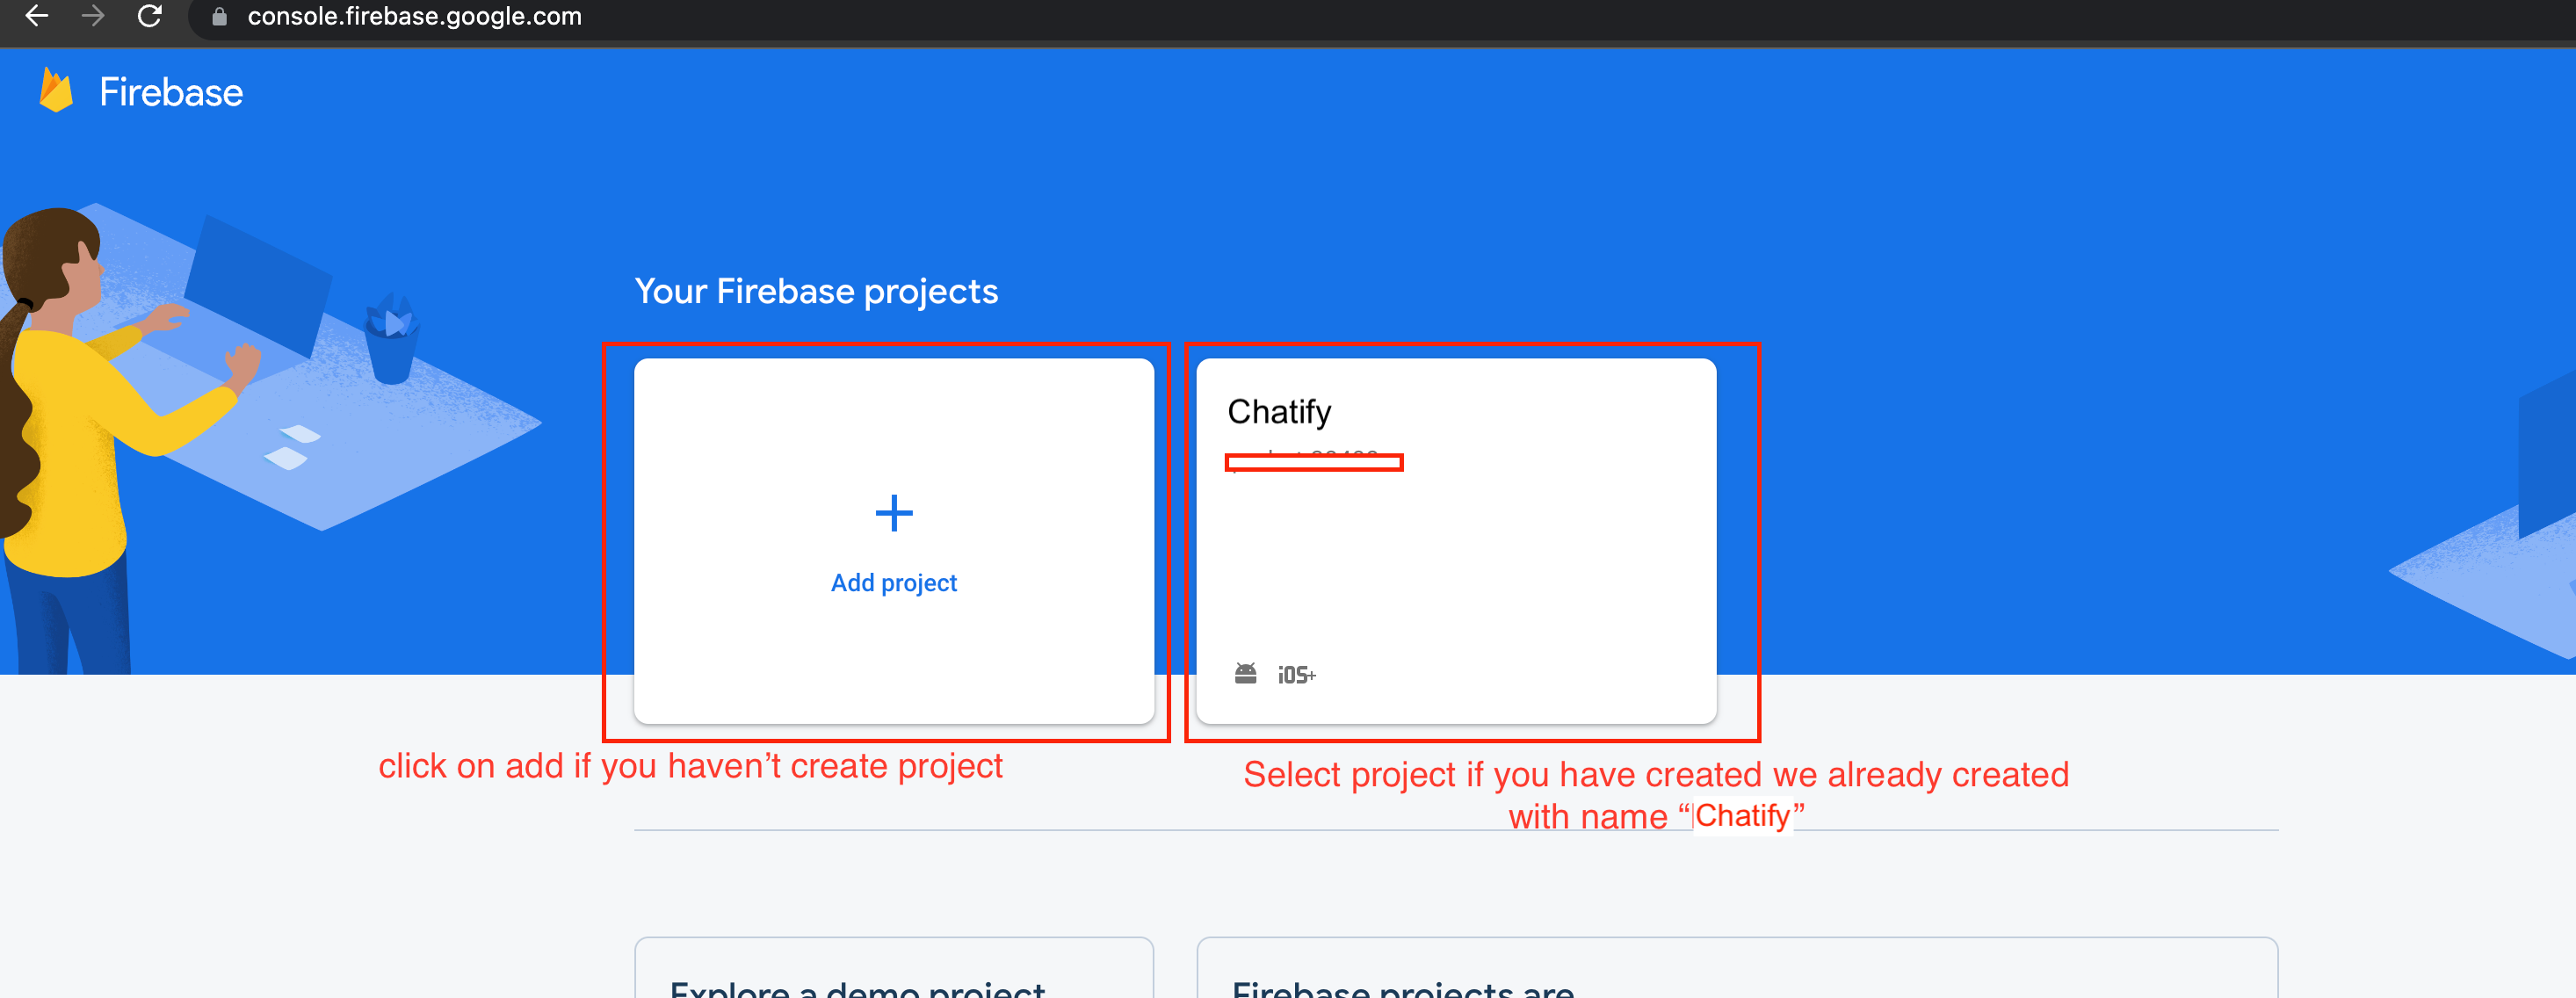 console.firebase.google.com
Firebase
Your Firebase projects
Chatify
Add project
iOS+
click on add if you haven’t create project
Select project if you have created we already created
with name “Chatify”
Explore a demo project
Firebase projects are